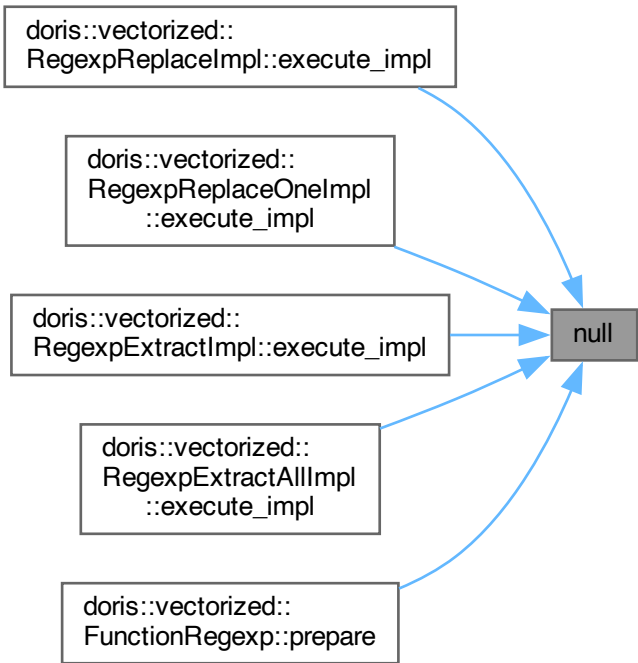 doris::vectorized::
RegexpReplaceImpl::execute_impl
doris::vectorized::
RegexpReplaceOneImpl
::execute_impl
doris::vectorized::
RegexpExtractImpl::execute_impl
null
doris::vectorized::
RegexpExtractAllImpl
::execute_impl
doris::vectorized::
FunctionRegexp::prepare